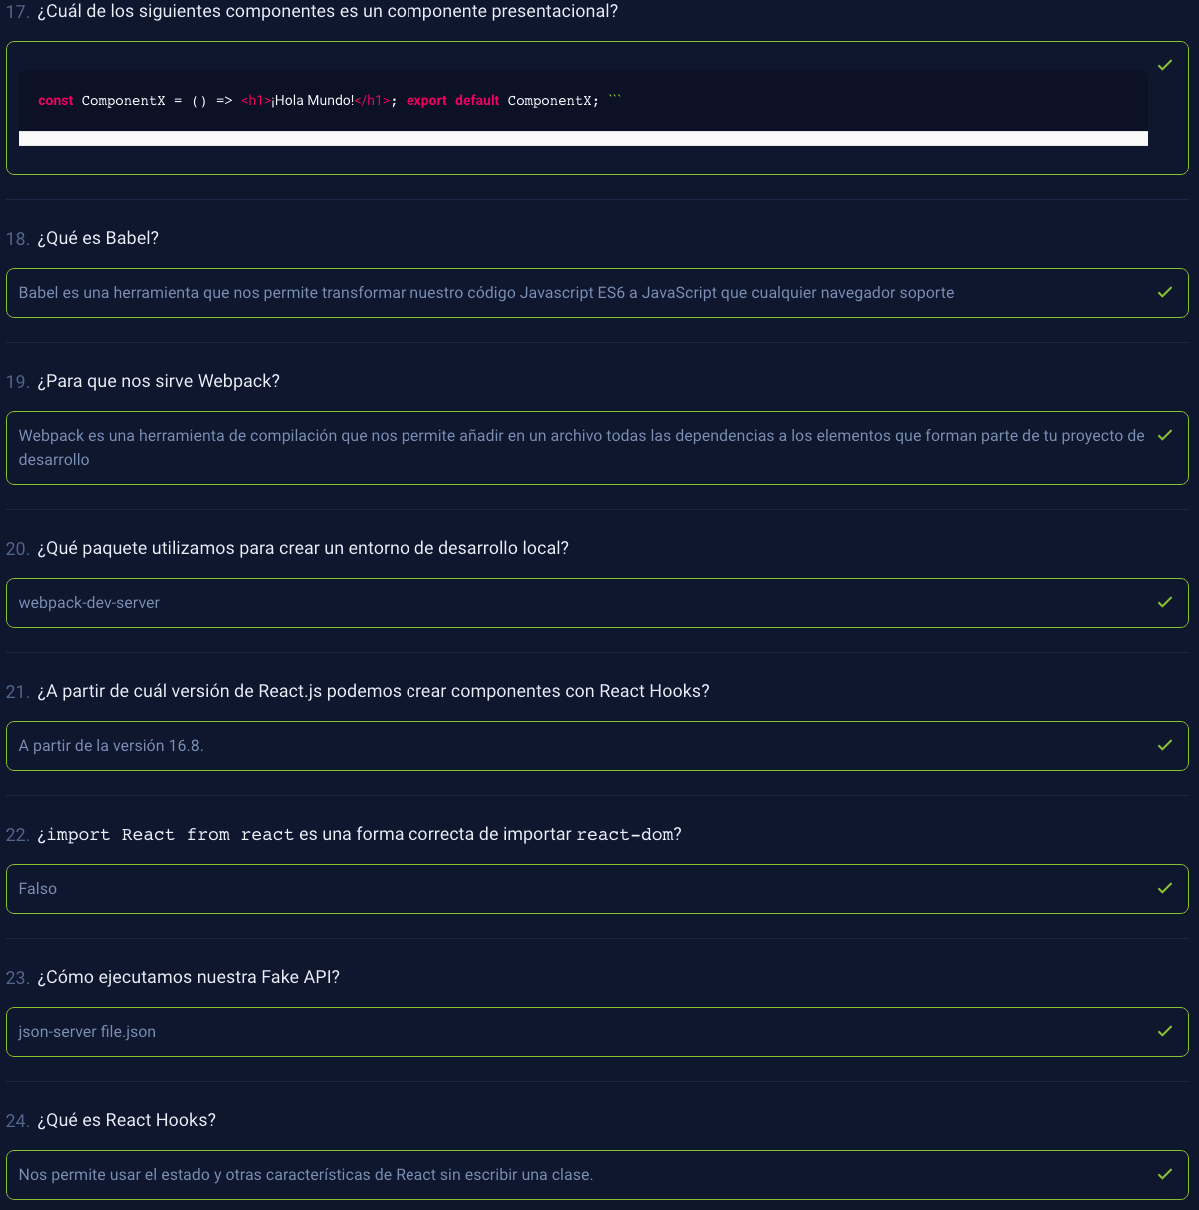 17. ¿Cuál de los siguientes componentes es un componente presentacional?
const ComponentX = () => <h1>¡Hola Mundo!</h1>; export default ComponentX; ```
18. ¿Qué es Babel?
Babel es una herramienta que nos permite transformar nuestro código Javascript ES6 a JavaScript que cualquier navegador soporte
19. ¿Para que nos sirve Webpack?
Webpack es una herramienta de compilación que nos permite añadir en un archivo todas las dependencias a los elementos que forman parte de tu proyecto de
desarrollo
20. ¿Qué paquete utilizamos para crear un entorno de desarrollo local?
webpack-dev-server
21. ¿A partir de cuál versión de React.js podemos crear componentes con React Hooks?
A partir de la versión 16.8.
22. ¿import React from react es una forma correcta de importar react-dom?
Falso
23. ¿Cómo ejecutamos nuestra Fake API?
json-server file.json
24. ¿Qué es React Hooks?
Nos permite usar el estado y otras características de React sin escribir una clase.